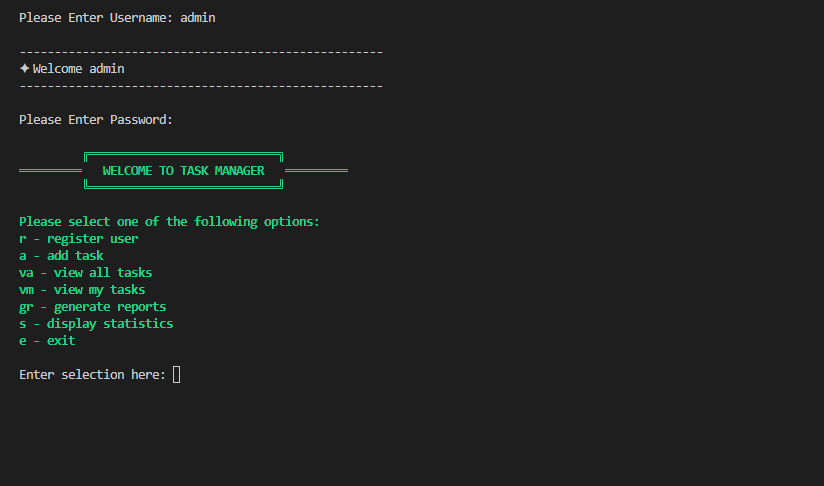 Please Enter Username: admin
----------------------------------------------------
✦ Welcome admin
----------------------------------------------------
Please Enter Password:
WELCOME TO TASK MANAGER
Please select one of the following options:
r - register user
a - add task
va - view all tasks
vm - view my tasks
gr - generate reports
s - display statistics
e - exit
Enter selection here: